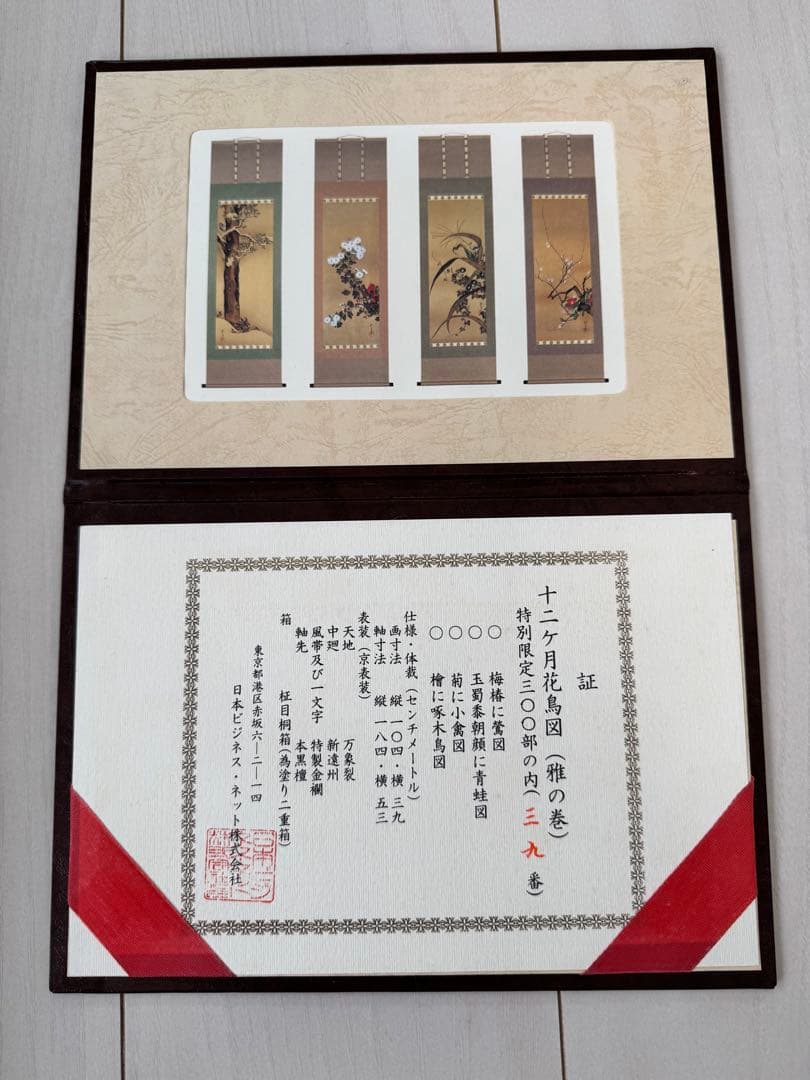 証
十二ケ月花鳥図（雅の巻）
特別限定三〇〇部の内（三九番）
〇 梅椿に鶯図
〇 玉蜀黍朝顔に青蛙図
〇 菊に小禽図
〇 檜に啄木鳥図
仕様・体裁（センチメートル）
画寸法 縦 一〇四・横 三九
軸寸法 縦 一八四・横 五三
表装（京表装）
天地 万象裂
中廻 新遠州
風帯及び一文字 特製金襴
軸先 本黒檀
箱 柾目桐箱（為塗り二重箱）
東京都港区赤坂六―二―一四
日本ビジネス・ネット株式会社